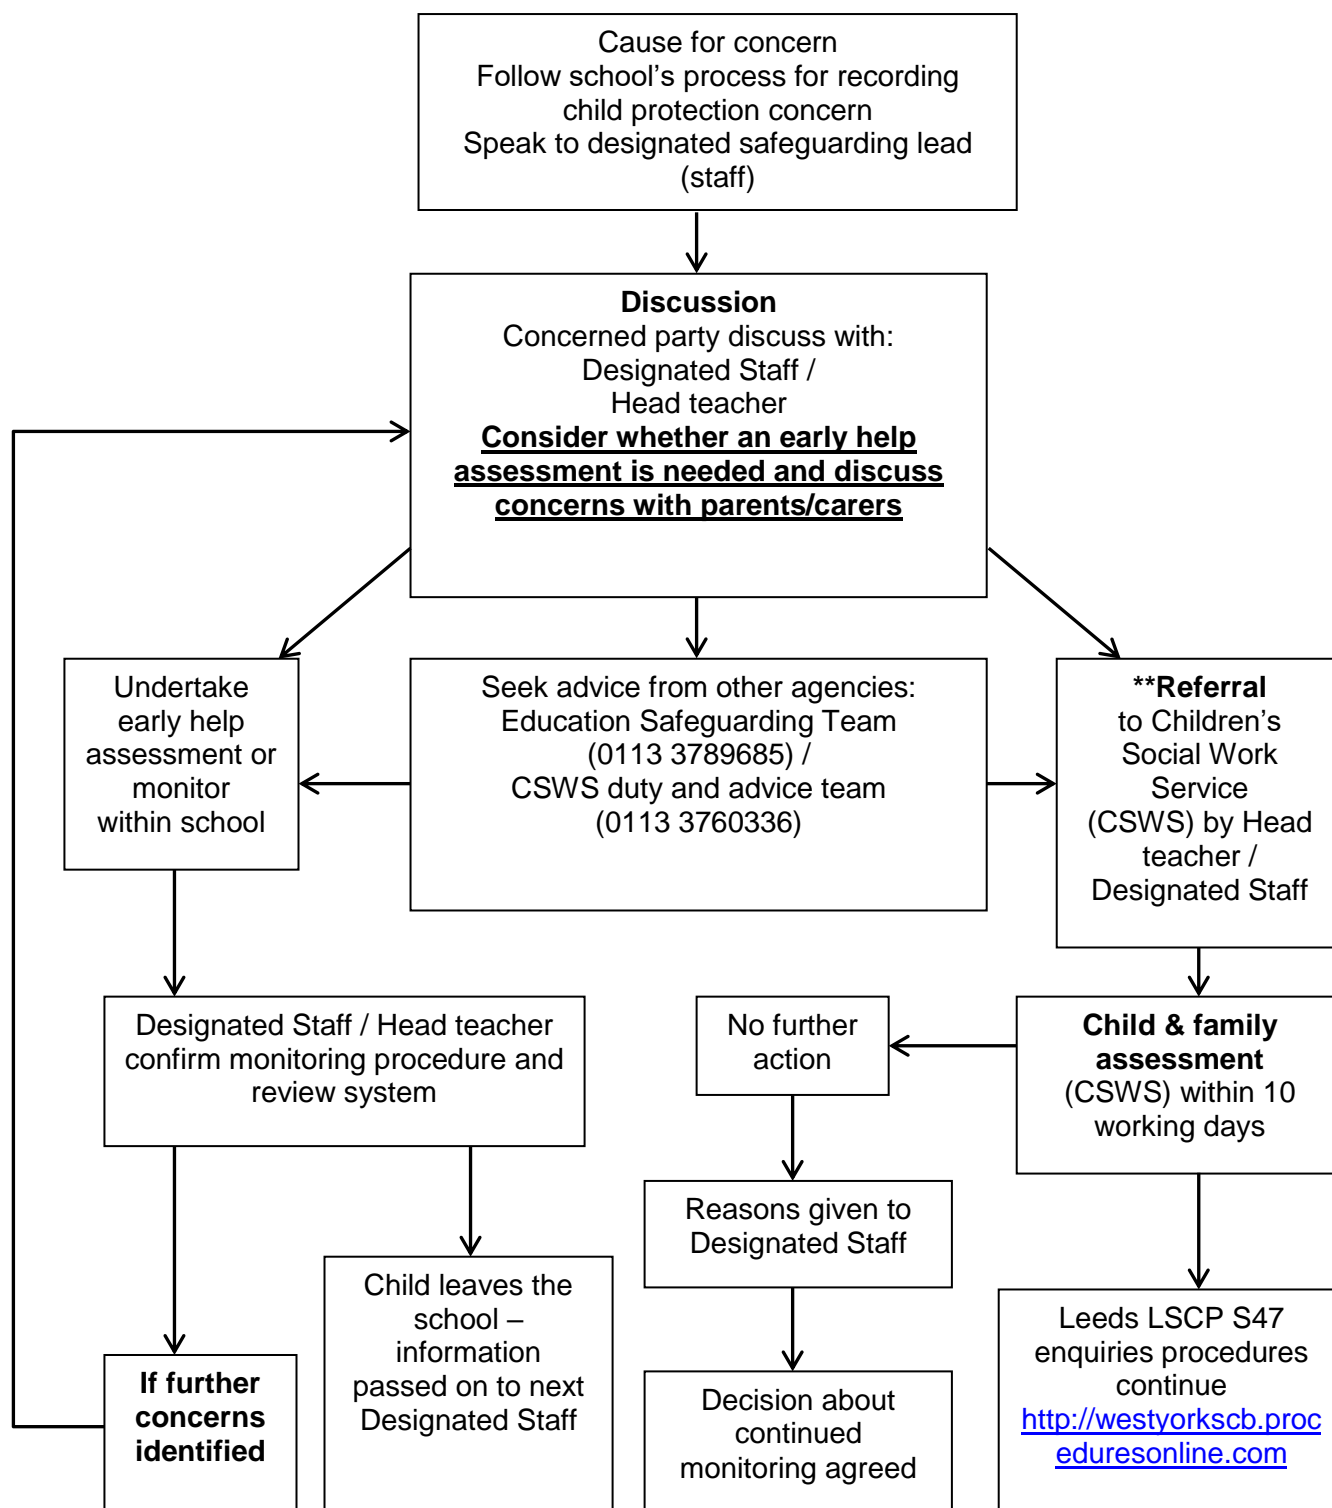 Cause for concern
Follow school’s process for recording
child protection concern
Speak to designated safeguarding lead
(staff)
Discussion
Concerned party discuss with:
Designated Staff /
Head teacher
Consider whether an early help
assessment is needed and discuss
concerns with parents/carers
Undertake
early help
assessment or
monitor
within school
Seek advice from other agencies:
Education Safeguarding Team
(0113 3789685) /
CSWS duty and advice team
(0113 3760336)
**Referral
to Children’s
Social Work
Service
(CSWS) by Head
teacher /
Designated Staff
Designated Staff / Head teacher
confirm monitoring procedure and
review system
No further
action
Child & family
assessment
(CSWS) within 10
working days
Reasons given to
Designated Staff
If further
concerns
identified
Child leaves the
school –
information
passed on to next
Designated Staff
Decision about
continued
monitoring agreed
Leeds LSCP S47
enquiries procedures
continue
http://westyorkscb.proc
eduresonline.com